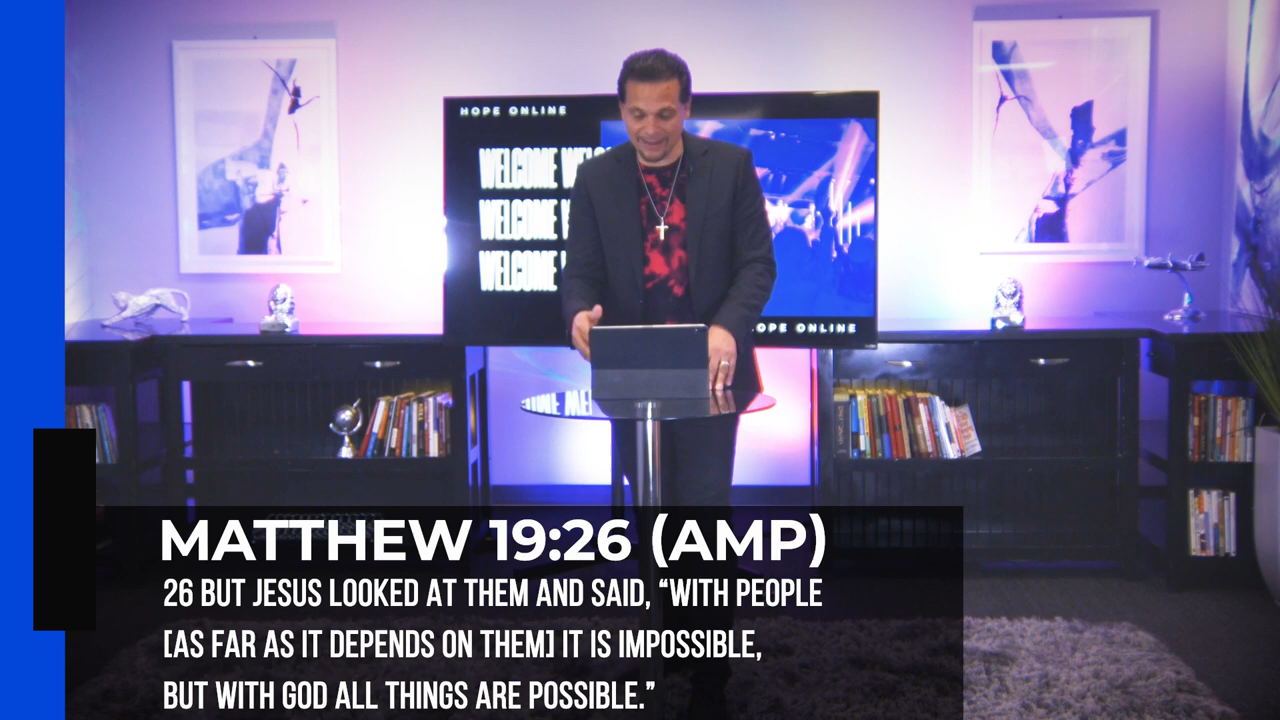 HOPE ONLINE
WELCOME
WELCOME
WELCOME
OPE ONLINE
MATTHEW 19:26 (AMP)
26 BUT JESUS LOOKED AT THEM AND SAID, “WITH PEOPLE
[AS FAR AS IT DEPENDS ON THEM] IT IS IMPOSSIBLE,
BUT WITH GOD ALL THINGS ARE POSSIBLE.”